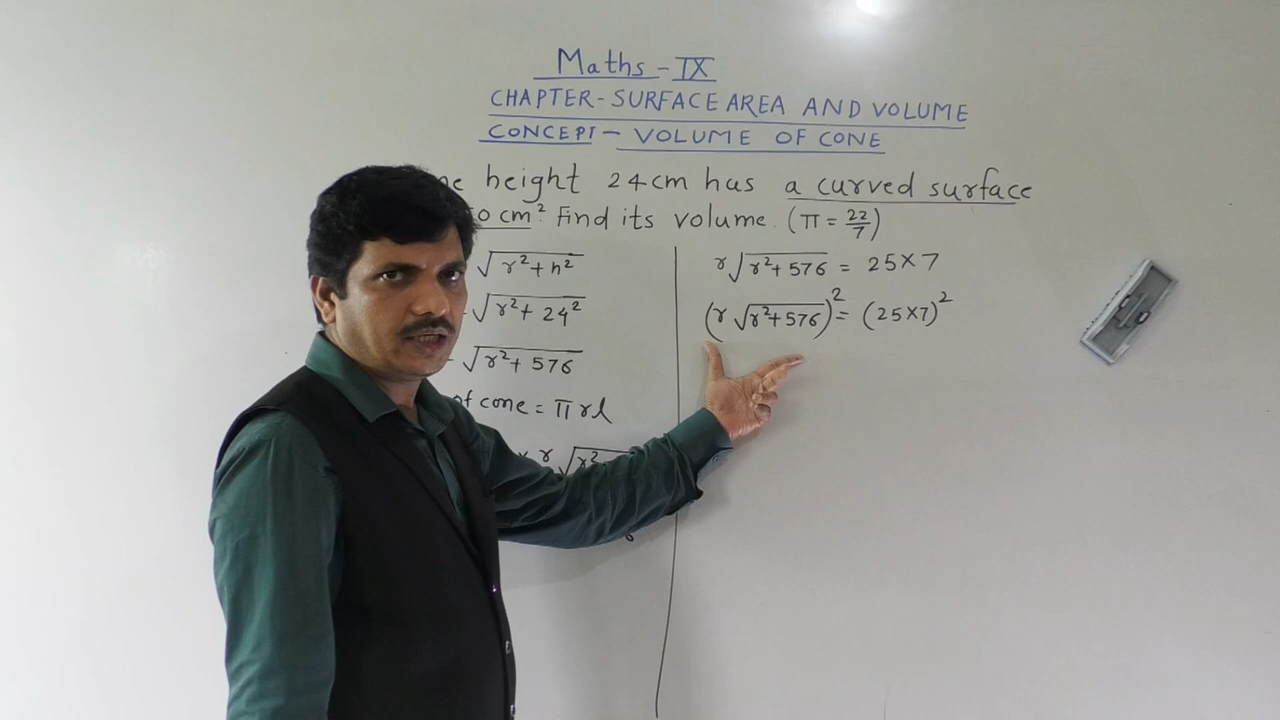 Maths - IX
CHAPTER - SURFACE AREA AND VOLUME
CONCEPT - VOLUME OF CONE
height 24cm has a curved surface
cm². Find its volume. (π = 22/7)
√r²+h²
√r²+24²
√r²+576
of cone = πrl
r √r²
r√r²+576 = 25×7
(r√r²+576)² = (25×7)²